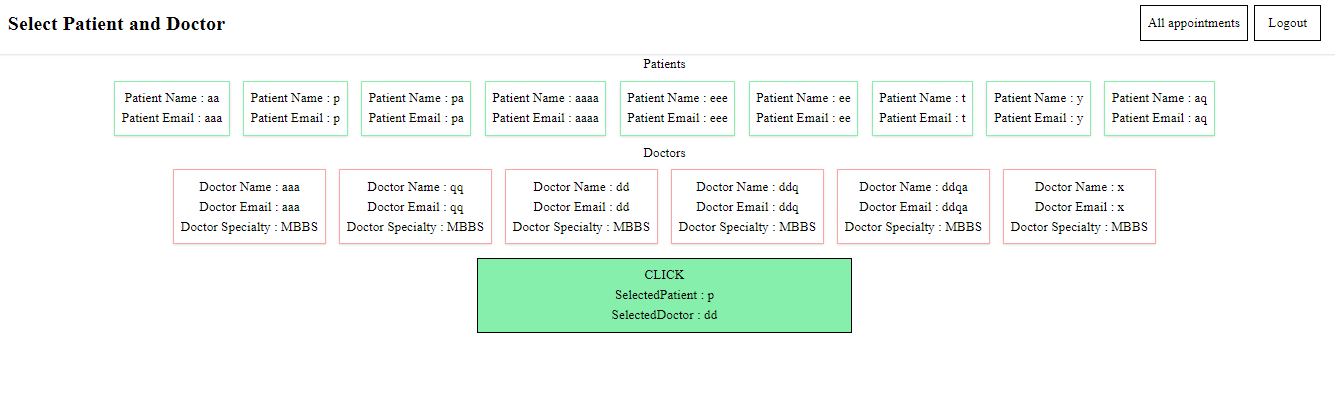 Select Patient and Doctor
All appointments
Logout
Patients
Patient Name : aa
Patient Email : aaa
Patient Name : p
Patient Email : p
Patient Name : pa
Patient Email : pa
Patient Name : aaaa
Patient Email : aaaa
Patient Name : eee
Patient Email : eee
Patient Name : ee
Patient Email : ee
Patient Name : t
Patient Email : t
Patient Name : y
Patient Email : y
Patient Name : aq
Patient Email : aq
Doctors
Doctor Name : aaa
Doctor Email : aaa
Doctor Specialty : MBBS
Doctor Name : qq
Doctor Email : qq
Doctor Specialty : MBBS
Doctor Name : dd
Doctor Email : dd
Doctor Specialty : MBBS
Doctor Name : ddq
Doctor Email : ddq
Doctor Specialty : MBBS
Doctor Name : ddqa
Doctor Email : ddqa
Doctor Specialty : MBBS
Doctor Name : x
Doctor Email : x
Doctor Specialty : MBBS
CLICK
SelectedPatient : p
SelectedDoctor : dd